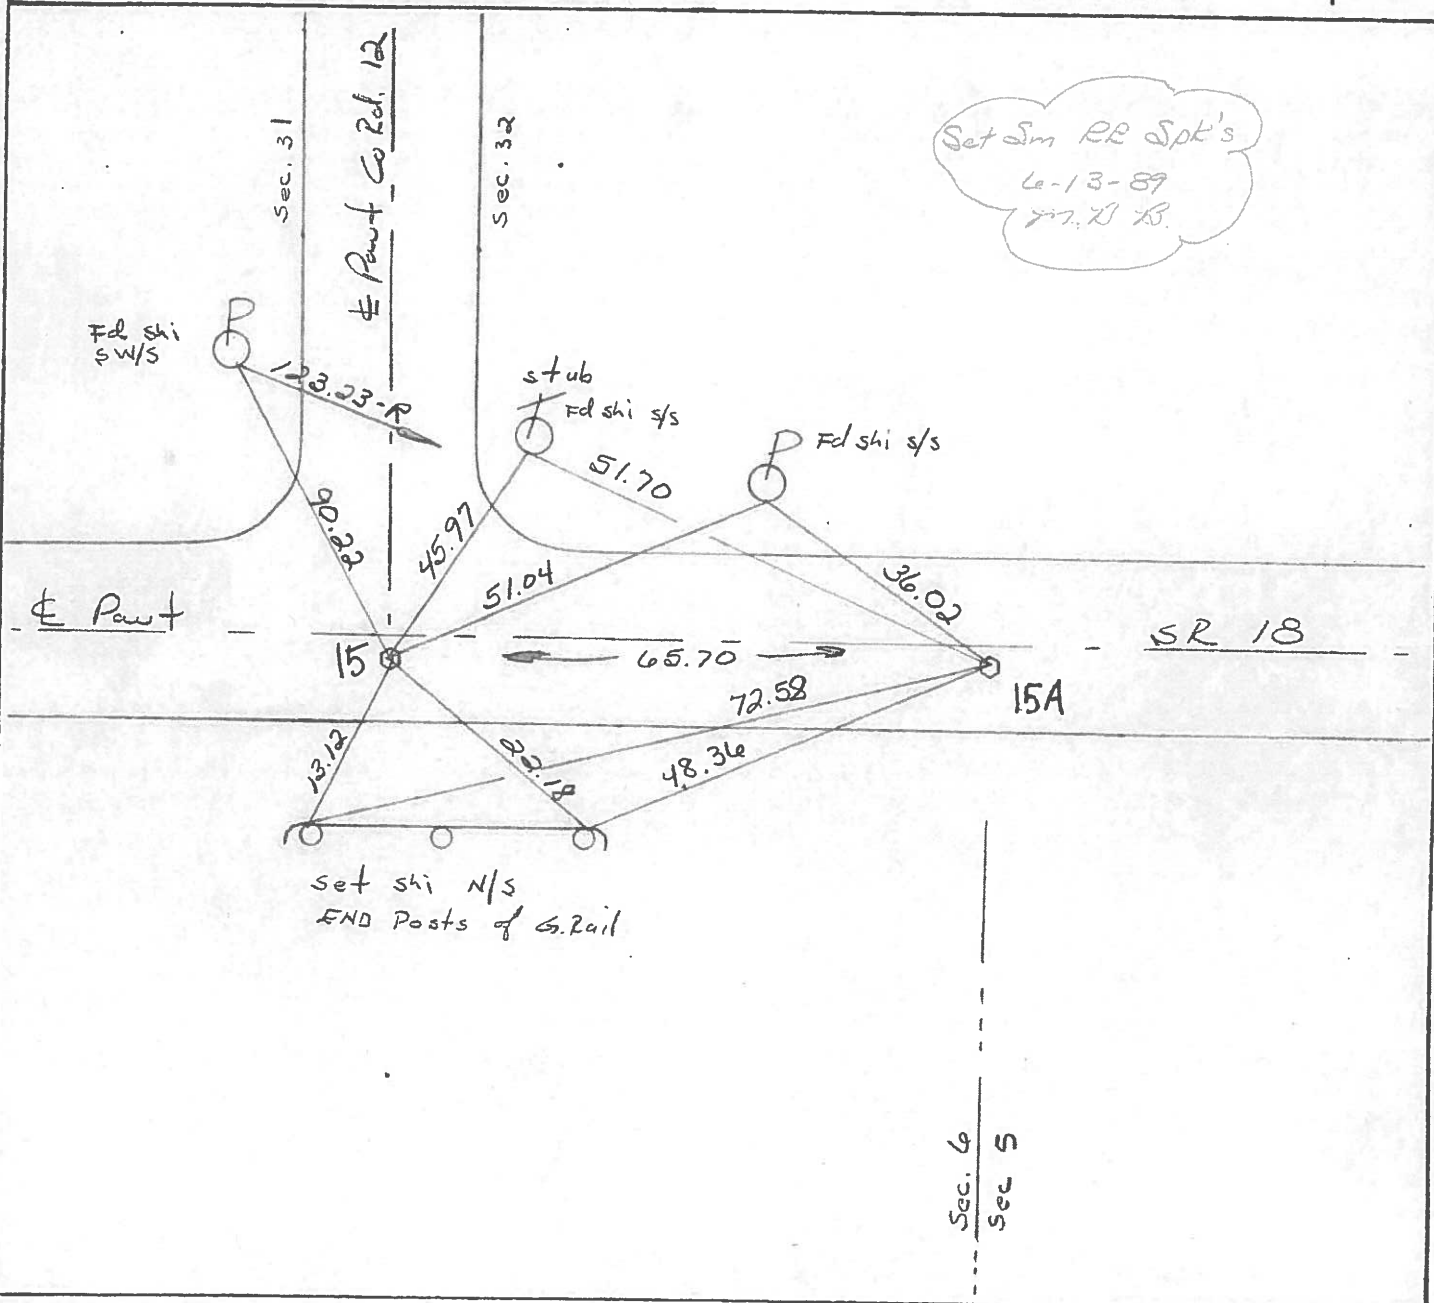 Sec. 31
℄ Pav't Co Rd. 12
Sec. 32
Set Sm RR Spk's
6-13-89
M.B B.
Fd shi
SW/S
P
123.23-R
stub
Fd shi s/s
P
Fd shi s/s
51.70
90.22
45.97
51.04
36.02
℄ Pav't
SR 18
15
65.70
15A
72.58
13.12
22.18
48.36
Set shi N/S
END Posts of G.Rail
Sec. 6
Sec 5